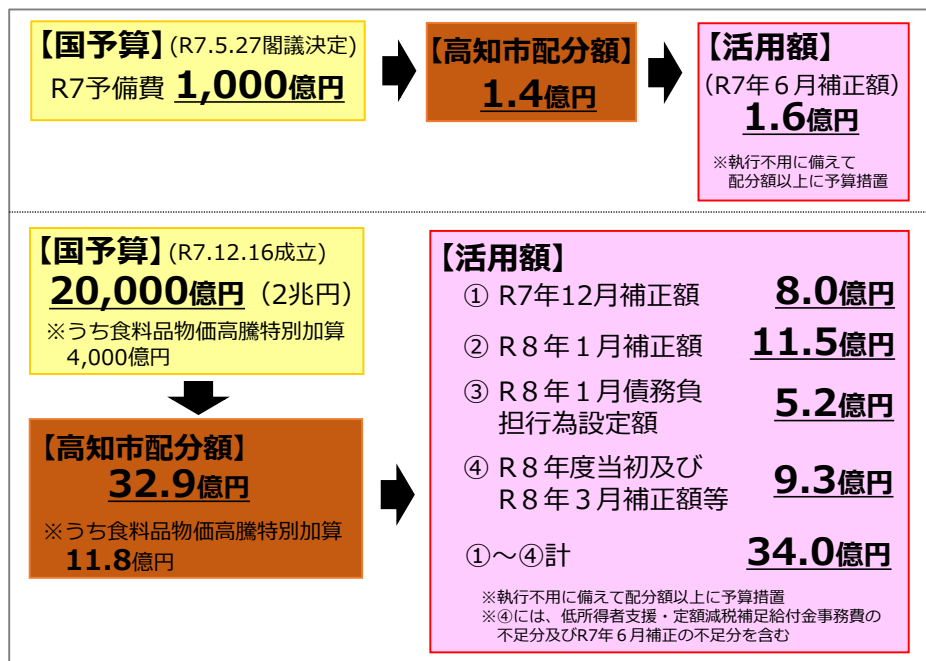 【国予算】(R7.5.27閣議決定)
R7予備費 1,000億円
【高知市配分額】
1.4億円
【活用額】
(R7年６月補正額)
1.6億円
※執行不用に備えて
配分額以上に予算措置
【国予算】(R7.12.16成立)
20,000億円（2兆円）
※うち食料品物価高騰特別加算
4,000億円
【高知市配分額】
32.9億円
※うち食料品物価高騰特別加算
11.8億円
【活用額】
① R7年12月補正額 8.0億円
② R８年１月補正額 11.5億円
③ R８年１月債務負
担行為設定額 5.2億円
④ R８年度当初及び
R８年３月補正額等 9.3億円
①～④計 34.0億円
※執行不用に備えて配分額以上に予算措置
※④には、低所得者支援・定額減税補足給付金事務費の
不足分及びR7年６月補正の不足分を含む